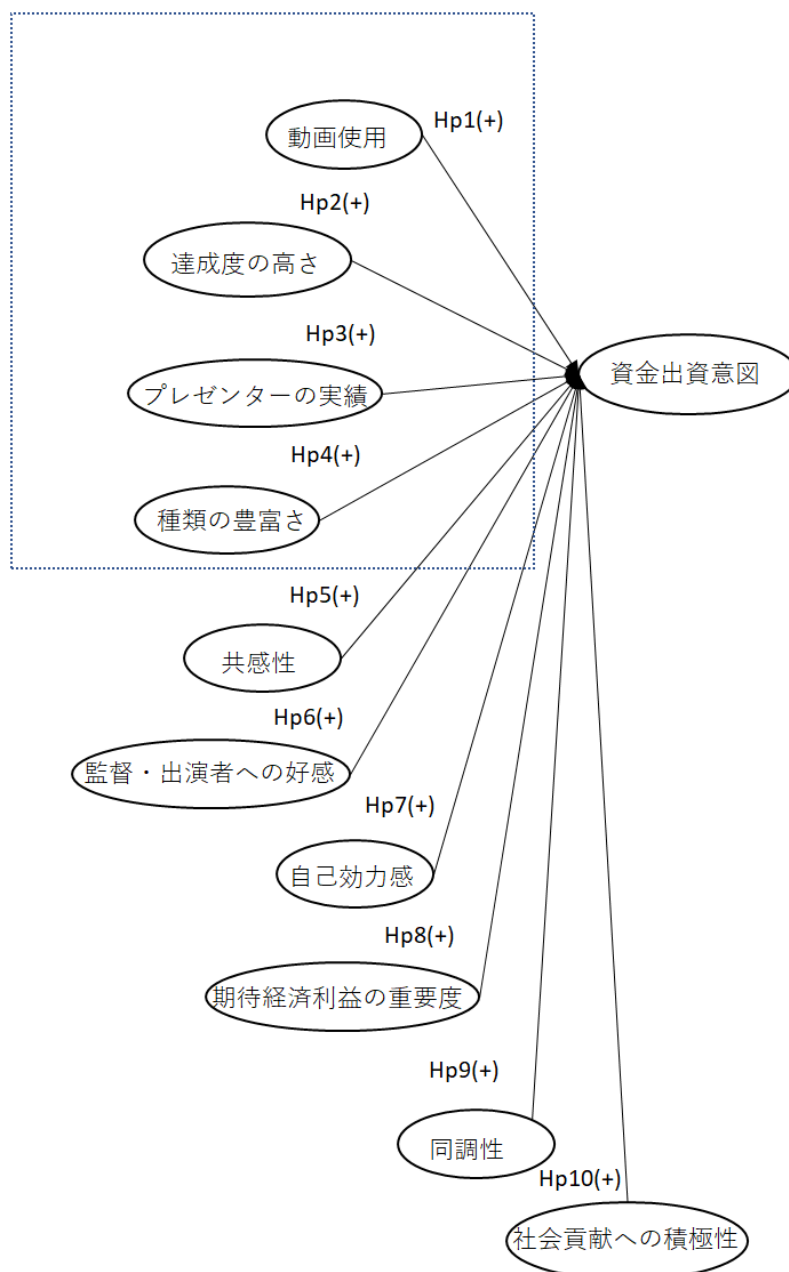 Hp1(+)
動画使用
Hp2(+)
達成度の高さ
Hp3(+)
プレゼンターの実績
資金出資意図
Hp4(+)
種類の豊富さ
Hp5(+)
共感性
Hp6(+)
監督・出演者への好感
Hp7(+)
自己効力感
Hp8(+)
期待経済利益の重要度
Hp9(+)
同調性
Hp10(+)
社会貢献への積極性